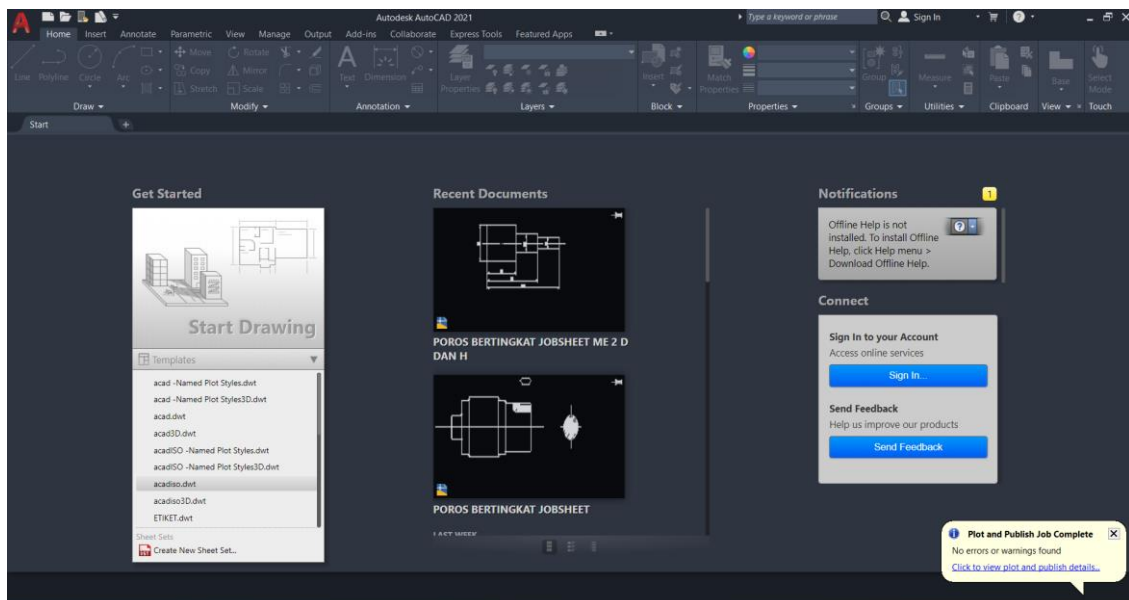 Autodesk AutoCAD 2021
Type a keyword or phrase
Sign In
Home Insert Annotate Parametric View Manage Output Add-ins Collaborate Express Tools Featured Apps
Line Polyline Circle Arc
Move Rotate
Copy Mirror
Stretch Scale
Text Dimension
Layer Properties
Insert
Match Properties
Group
Measure
Paste
Base
Select Mode
Draw Modify Annotation Layers Block Properties Groups Utilities Clipboard View Touch
Start
Get Started
Start Drawing
Templates
acad -Named Plot Styles.dwt
acad -Named Plot Styles3D.dwt
acad.dwt
acad3D.dwt
acadISO -Named Plot Styles.dwt
acadISO -Named Plot Styles3D.dwt
acadiso.dwt
acadiso3D.dwt
ETIKET.dwt
Sheet Sets
Create New Sheet Set...
Recent Documents
POROS BERTINGKAT JOBSHEET ME 2 D
DAN H
POROS BERTINGKAT JOBSHEET
LAST WEEK
Notifications
1
Offline Help is not
installed. To install Offline
Help, click Help menu >
Download Offline Help.
Connect
Sign In to your Account
Access online services
Sign In...
Send Feedback
Help us improve our products
Send Feedback
Plot and Publish Job Complete
No errors or warnings found
Click to view plot and publish details...